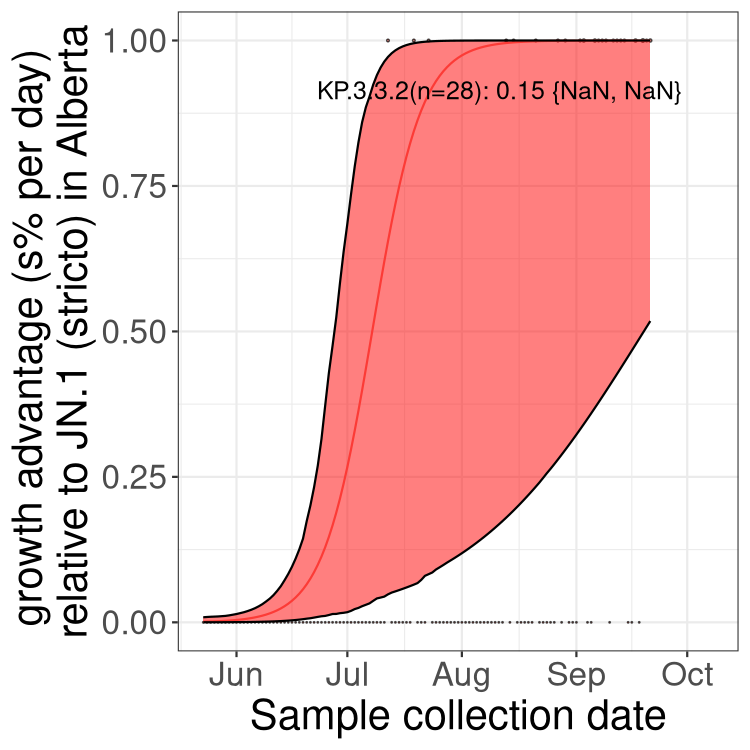 growth advantage (s% per day)
relative to JN.1 (stricto) in Alberta
1.00
0.75
0.50
0.25
0.00
KP.3.3.2(n=28): 0.15 {NaN, NaN}
Jun Jul Aug Sep Oct
Sample collection date